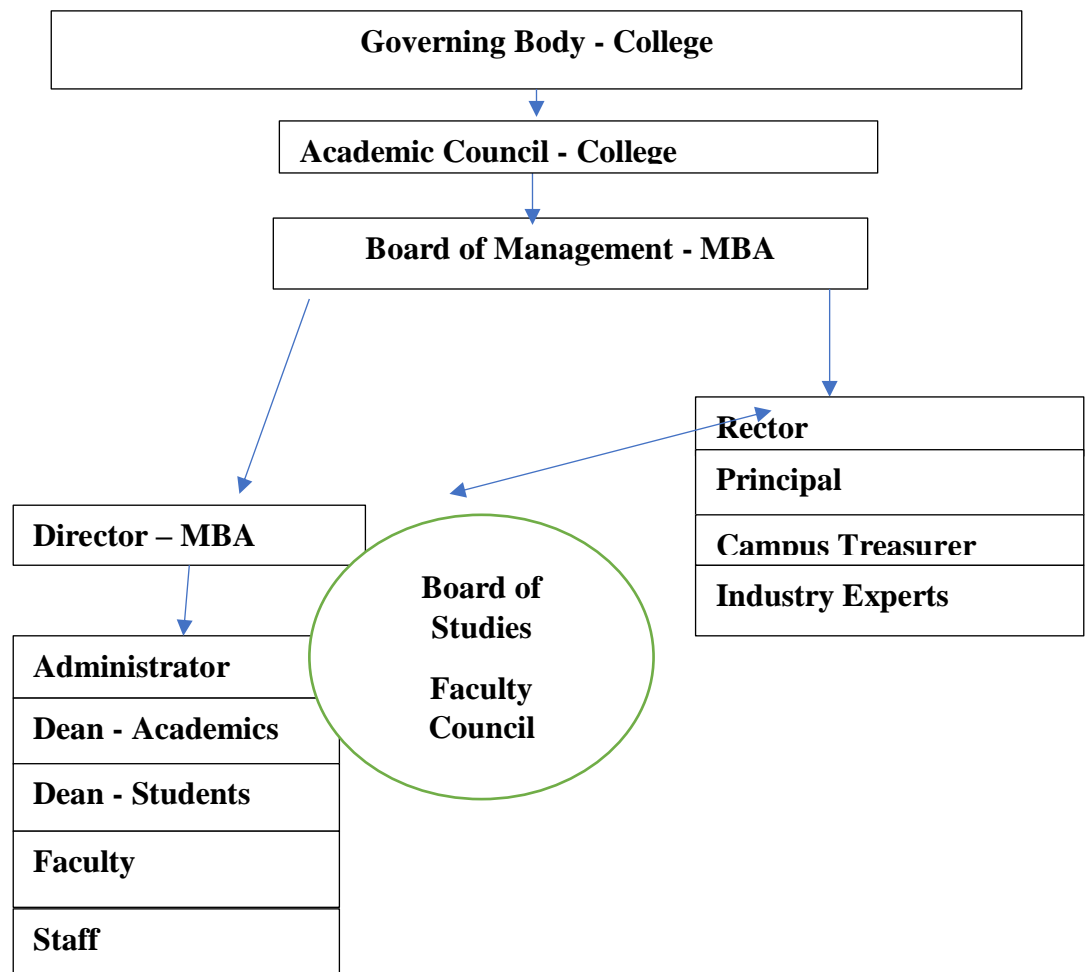 Governing Body - College
Academic Council - College
Board of Management - MBA
Rector
Principal
Campus Treasurer
Industry Experts
Director – MBA
Board of
Studies
Faculty
Council
Administrator
Dean - Academics
Dean - Students
Faculty
Staff